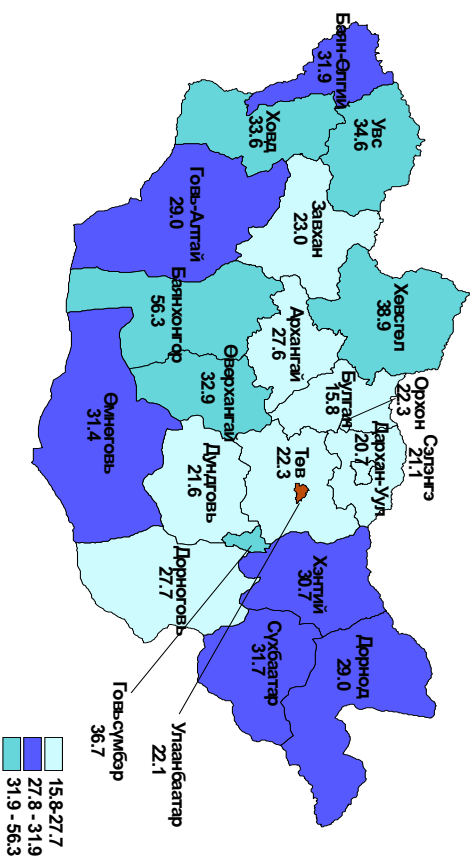 Баян-Өлгий
31.9
Увс
34.6
Ховд
33.6
Говь-Алтай
29.0
Завхан
23.0
Хөвсгөл
38.9
Баянхонгор
56.3
Архангай
27.6
Өвөрхангай
32.9
Булган
15.8
Орхон
22.3
Сэлэнгэ
21.1
Дархан-Уул
20.7
Төв
22.3
Өмнөговь
31.4
Дундговь
21.6
Дорноговь
27.7
Хэнтий
30.7
Сүхбаатар
31.7
Дорнод
29.0
Говьсүмбэр
36.7
Улаанбаатар
22.1
15.8-27.7
27.8 - 31.9
31.9 - 56.3